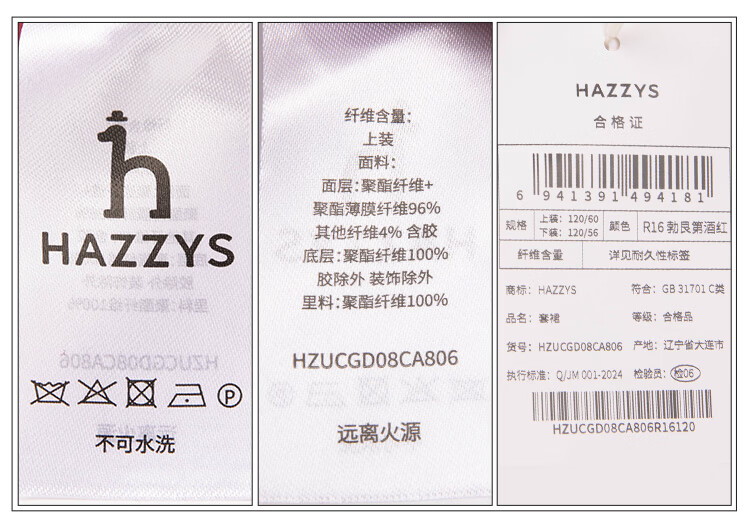 HAZZYS
不可水洗
纤维含量:
上装
面料:
面层:聚酯纤维+
聚酯薄膜纤维96%
其他纤维4% 含胶
底层:聚酯纤维100%
胶除外 装饰除外
里料:聚酯纤维100%
HZUCGD08CA806
远离火源
HAZZYS
合格证
6 941391 494181
规格 上装: 120/60 下装: 120/56 颜色 R16 勃艮第酒红
纤维含量 详见耐久性标签
商标: HAZZYS 符合: GB 31701 C类
品名: 套裙 等级: 合格品
货号: HZUCGD08CA806 产地: 辽宁省大连市
执行标准: Q/JM 001-2024 检验员: 检06
HZUCGD08CA806R16120